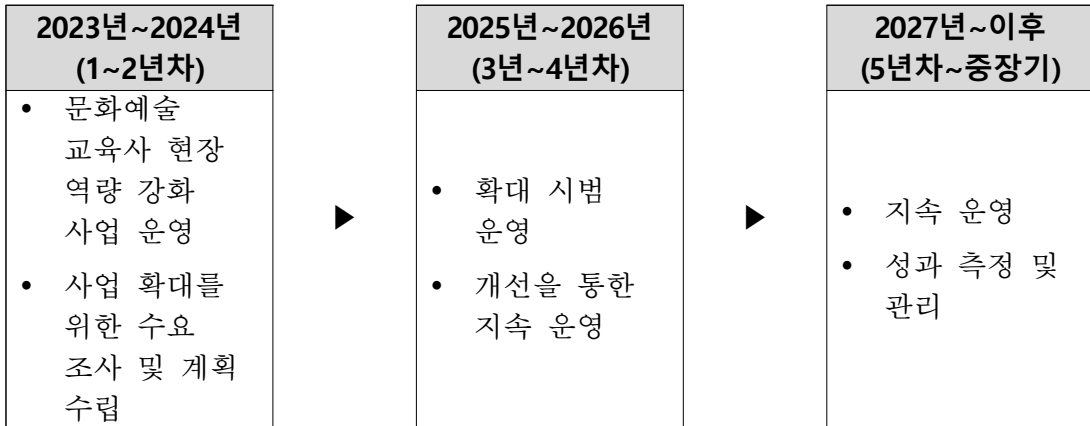 2023년~2024년
(1~2년차)
• 문화예술
교육사 현장
역량 강화
사업 운영
• 사업 확대를
위한 수요
조사 및 계획
수립
▶
2025년~2026년
(3년~4년차)
• 확대 시범
운영
• 개선을 통한
지속 운영
▶
2027년~이후
(5년차~중장기)
• 지속 운영
• 성과 측정 및
관리